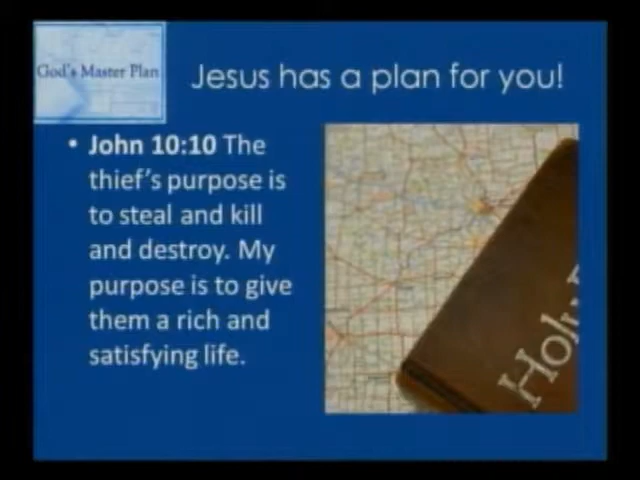 God's Master Plan
Jesus has a plan for you!
• John 10:10 The
thief's purpose is
to steal and kill
and destroy. My
purpose is to give
them a rich and
satisfying life.
Holy